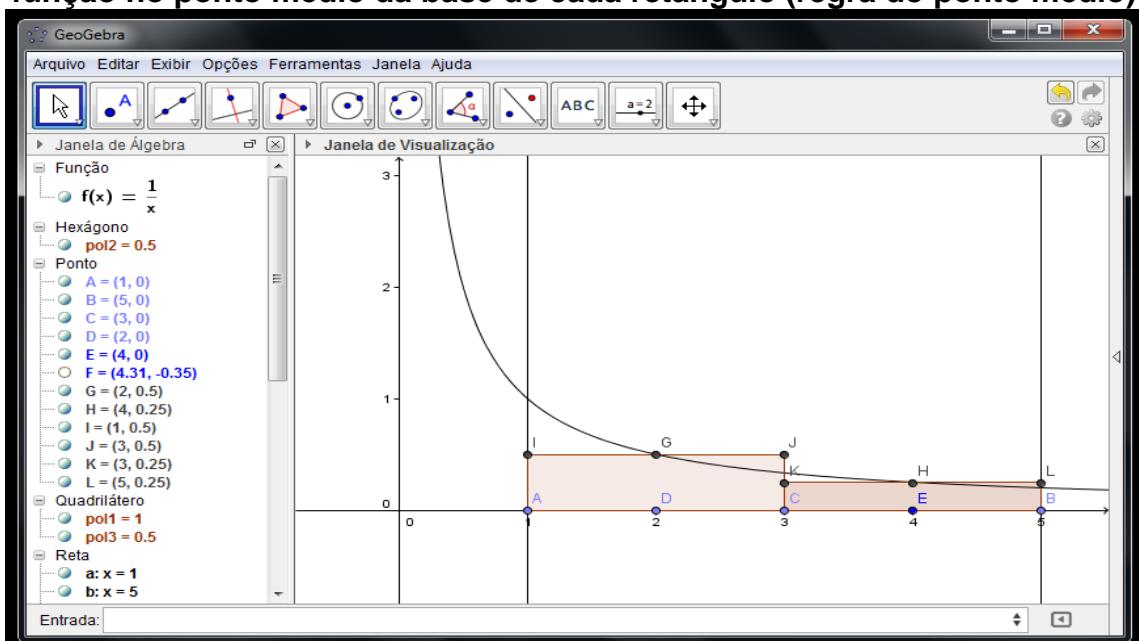 função no ponto médio da base de cada retângulo (regra do ponto médio)
GeoGebra
Arquivo Editar Exibir Opções Ferramentas Janela Ajuda
A α ABC a=2
Janela de Álgebra
Função
f(x) = 1/x
Hexágono
pol2 = 0.5
Ponto
A = (1, 0)
B = (5, 0)
C = (3, 0)
D = (2, 0)
E = (4, 0)
F = (4.31, -0.35)
G = (2, 0.5)
H = (4, 0.25)
I = (1, 0.5)
J = (3, 0.5)
K = (3, 0.25)
L = (5, 0.25)
Quadrilátero
pol1 = 1
pol3 = 0.5
Reta
a: x = 1
b: x = 5
Janela de Visualização
3
2
1
I G J
K H L
0 A D C E B
0 1 2 3 4 5
Entrada: